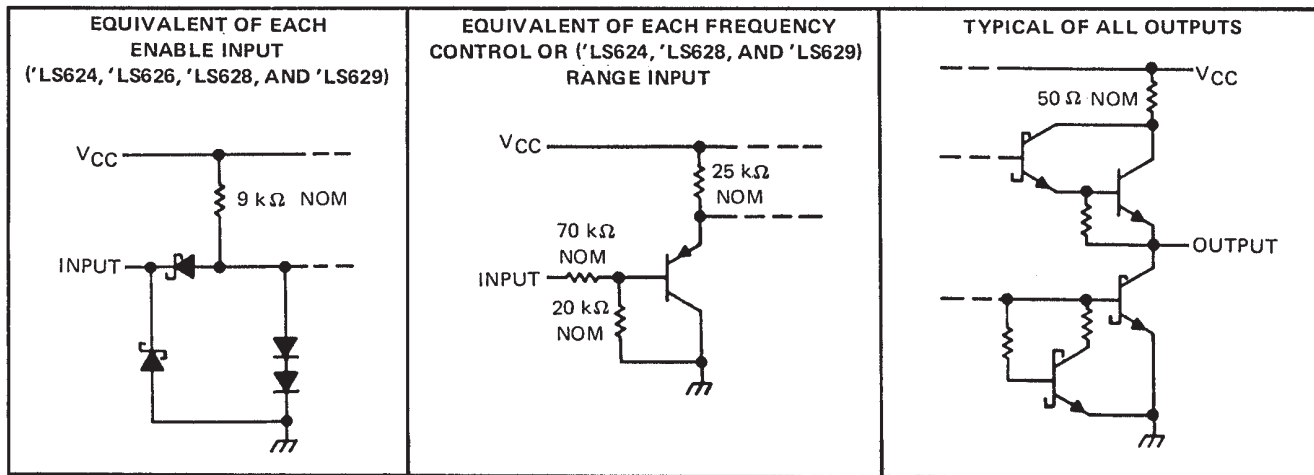 EQUIVALENT OF EACH
ENABLE INPUT
('LS624, 'LS626, 'LS628, AND 'LS629)
VCC
9 kΩ NOM
INPUT
EQUIVALENT OF EACH FREQUENCY
CONTROL OR ('LS624, 'LS628, AND 'LS629)
RANGE INPUT
VCC
25 kΩ
NOM
70 kΩ
NOM
INPUT
20 kΩ
NOM
TYPICAL OF ALL OUTPUTS
VCC
50 Ω NOM
OUTPUT